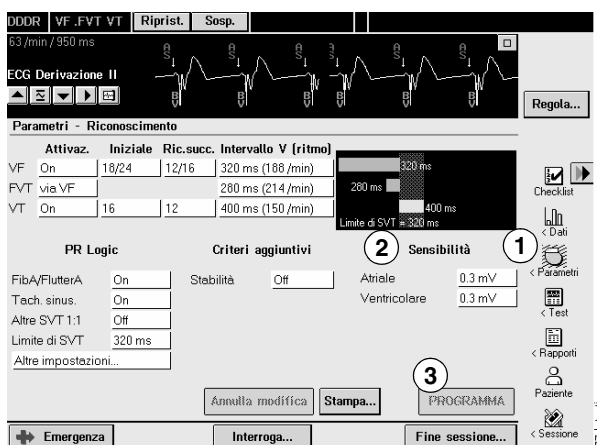 DDDR VF .FVT VT Riprist. Sosp.
63/min / 950 ms
ECG Derivazione II
A S A S A S A S A S
B V B V B V B V B V
Regola...
Parametri - Riconoscimento
Attivaz. Iniziale Ric.succ. Intervallo V (ritmo)
VF On 18/24 12/16 320 ms (188 /min)
FVT via VF 280 ms (214 /min)
VT On 16 12 400 ms (150 /min)
320 ms
280 ms
400 ms
Limite di SVT = 320 ms
Checklist
< Dati
1
< Parametri
< Test
< Rapporti
Paziente
< Sessione
PR Logic Criteri aggiuntivi 2 Sensibilità
FibA/FlutterA On Stabilità Off Atriale 0.3 mV
Tach. sinus. On Ventricolare 0.3 mV
Altre SVT 1:1 Off
Limite di SVT 320 ms
Altre impostazioni...
3
Annulla modifica Stampa... PROGRAMMA
Emergenza Interroga... Fine sessione...